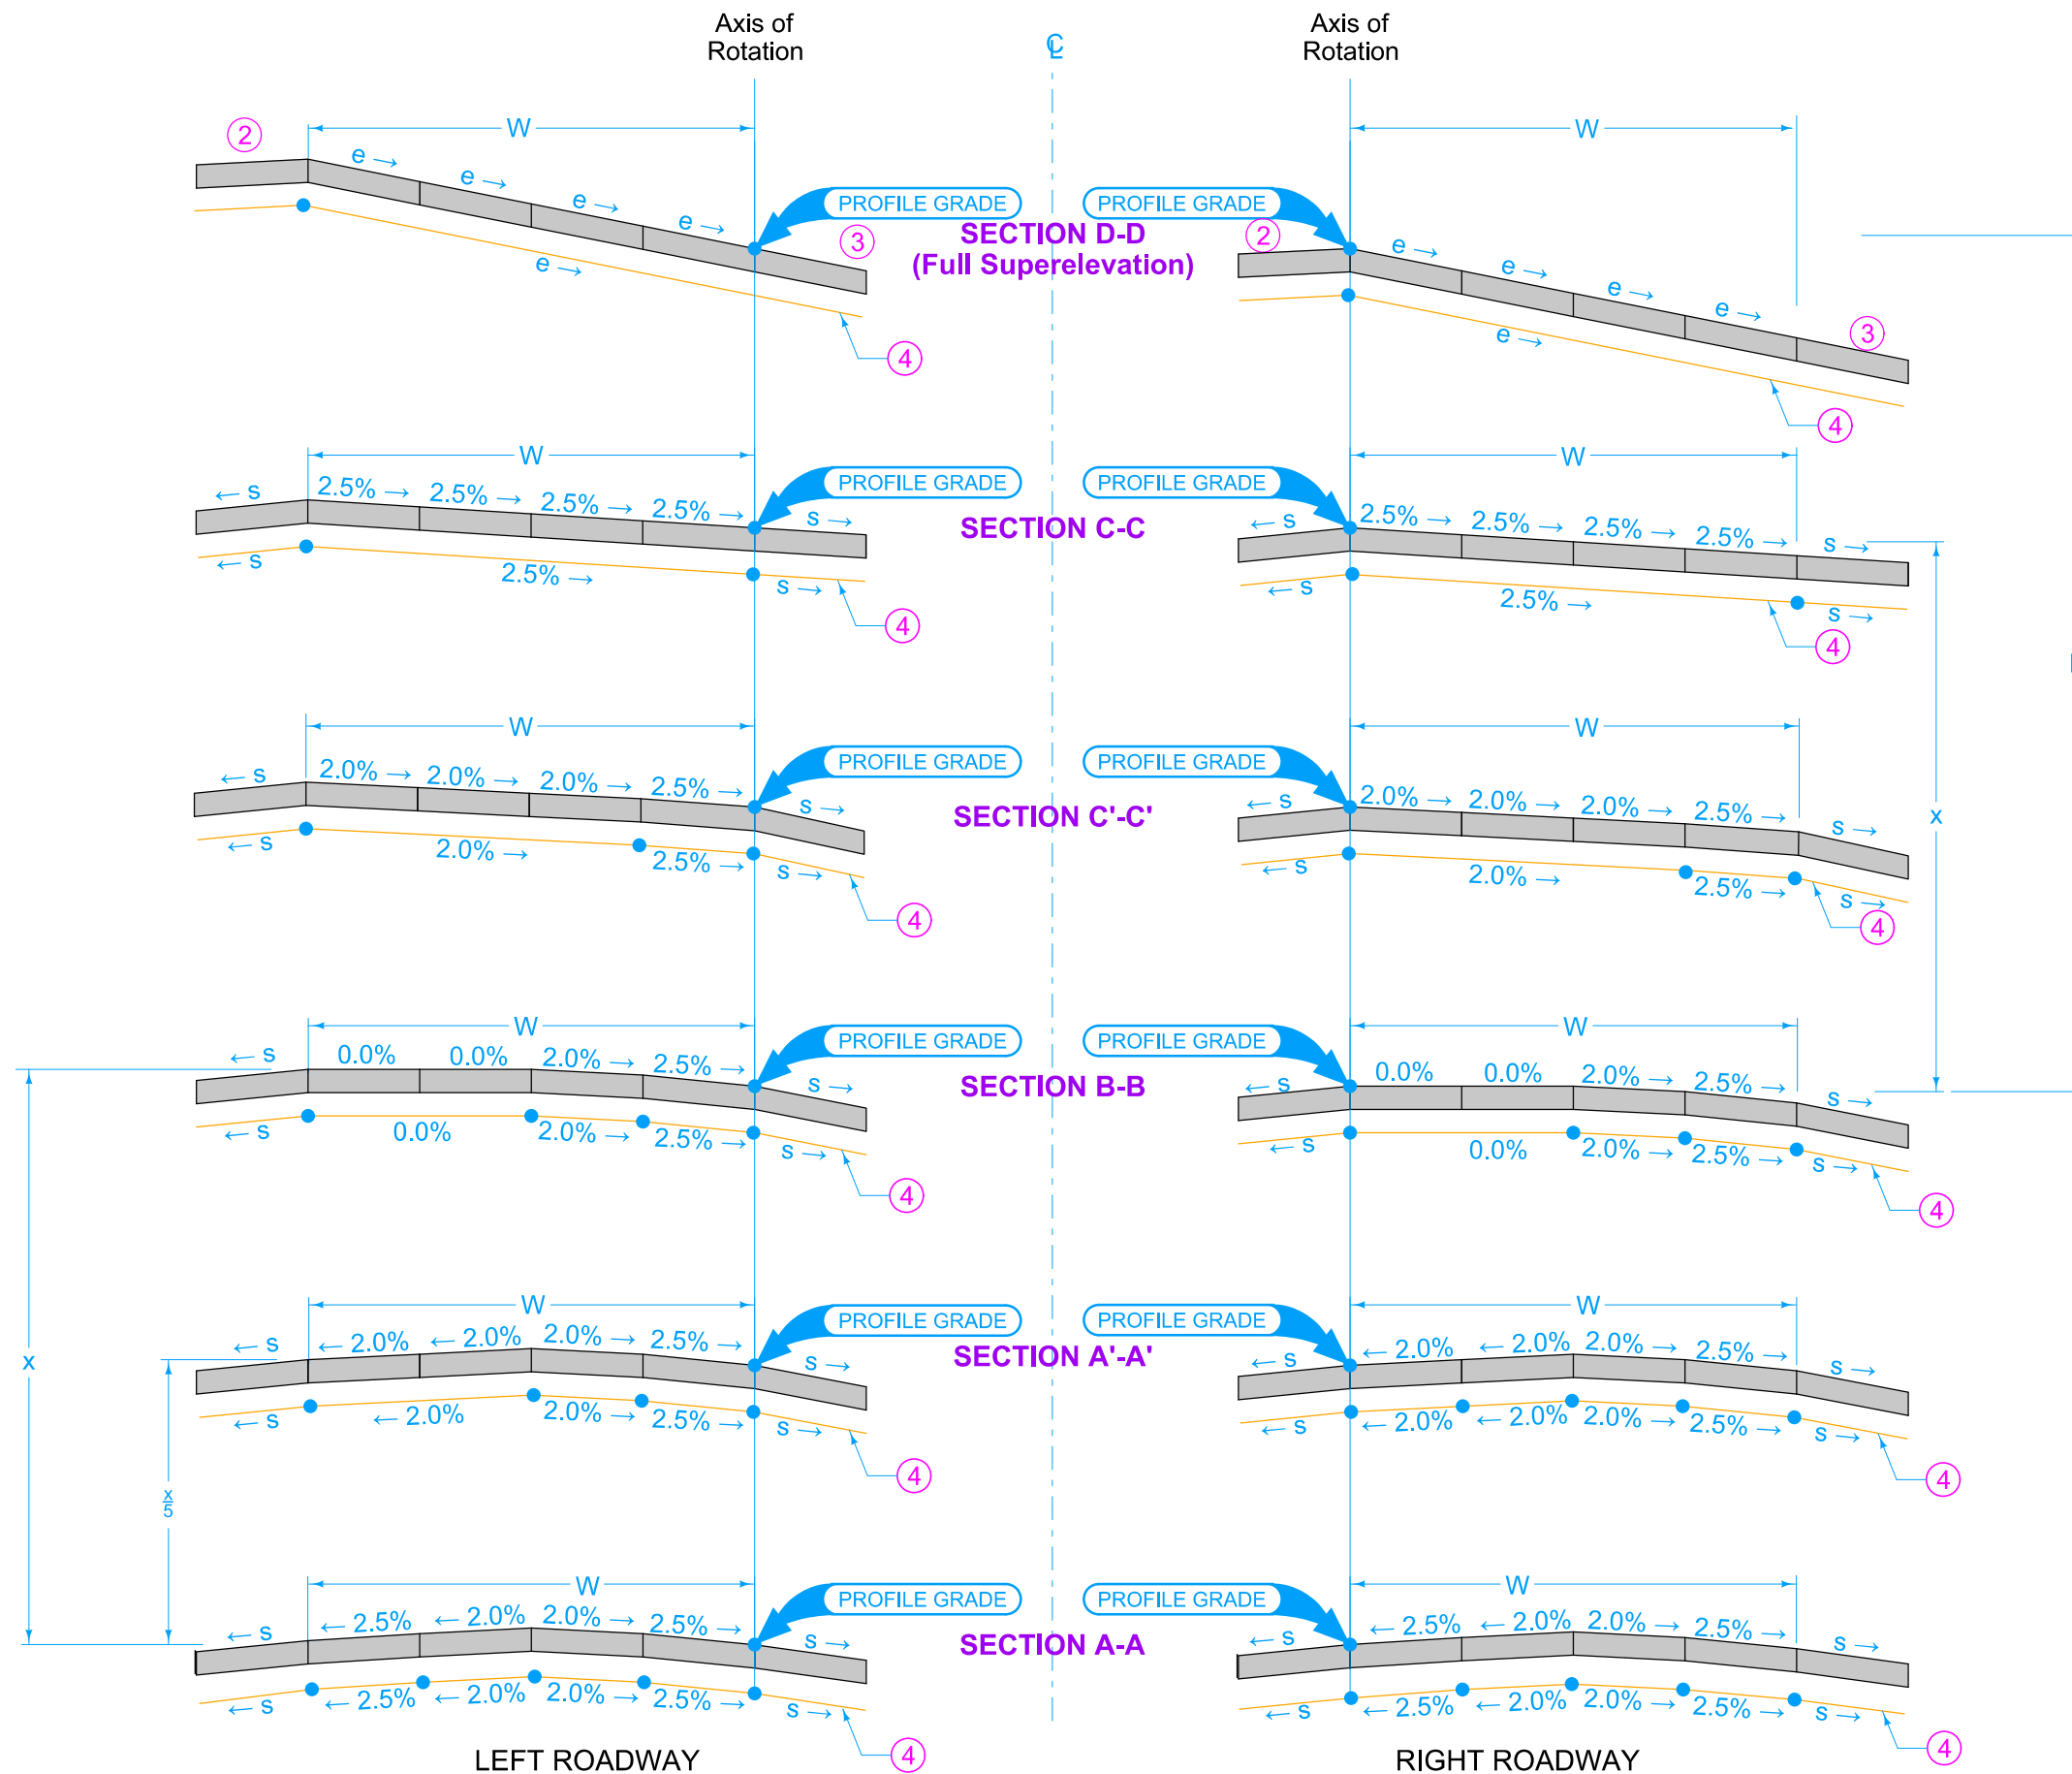 Axis of
Rotation
℄
Axis of
Rotation
② W W
e → e → e → e →
PROFILE GRADE PROFILE GRADE
SECTION D-D
(Full Superelevation)
③ ② e → e → e → e → ③
e → e →
④ ④
W W
← s 2.5% → 2.5% → 2.5% → 2.5% → s →
PROFILE GRADE PROFILE GRADE
SECTION C-C
← s 2.5% → 2.5% → 2.5% → 2.5% → s →
← s 2.5% → s → ← s 2.5% → s →
④ ④
W W
← s 2.0% → 2.0% → 2.0% → 2.5% → s →
PROFILE GRADE PROFILE GRADE
SECTION C'-C'
← s 2.0% → 2.0% → 2.0% → 2.5% → s →
x
← s 2.0% → 2.5% → s → ← s 2.0% → 2.5% → s →
④ ④
W W
← s 0.0% 0.0% 2.0% → 2.5% → s →
PROFILE GRADE PROFILE GRADE
SECTION B-B
← s 0.0% 0.0% 2.0% → 2.5% → s →
← s 0.0% 2.0% → 2.5% → s → ← s 0.0% 2.0% → 2.5% → s →
④ ④
W W
← s ← 2.0% ← 2.0% 2.0% → 2.5% → s →
PROFILE GRADE PROFILE GRADE
SECTION A'-A'
← s ← 2.0% ← 2.0% 2.0% → 2.5% → s →
x
← s ← 2.0% 2.0% → 2.5% → s → ← s ← 2.0% ← 2.0% 2.0% → 2.5% → s →
④ ④
x
5
W W
← s ← 2.5% ← 2.0% 2.0% → 2.5% → s →
PROFILE GRADE PROFILE GRADE
SECTION A-A
← s ← 2.5% ← 2.0% 2.0% → 2.5% → s →
← s ← 2.5% ← 2.0% 2.0% → 2.5% → s → ← s ← 2.5% ← 2.0% 2.0% → 2.5% → s →
④ ④
LEFT ROADWAY RIGHT ROADWAY